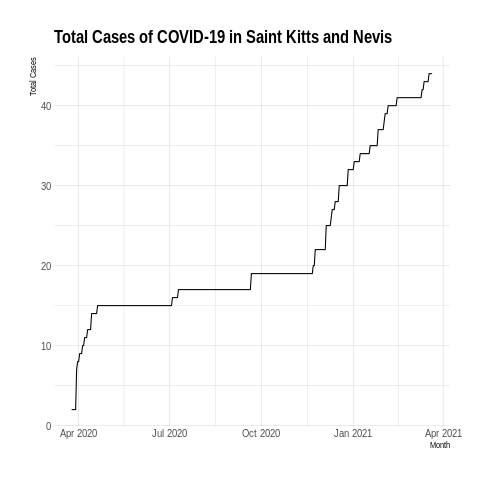 Total Cases of COVID-19 in Saint Kitts and Nevis
Total Cases
40
30
20
10
0
Apr 2020 Jul 2020 Oct 2020 Jan 2021 Apr 2021
Month